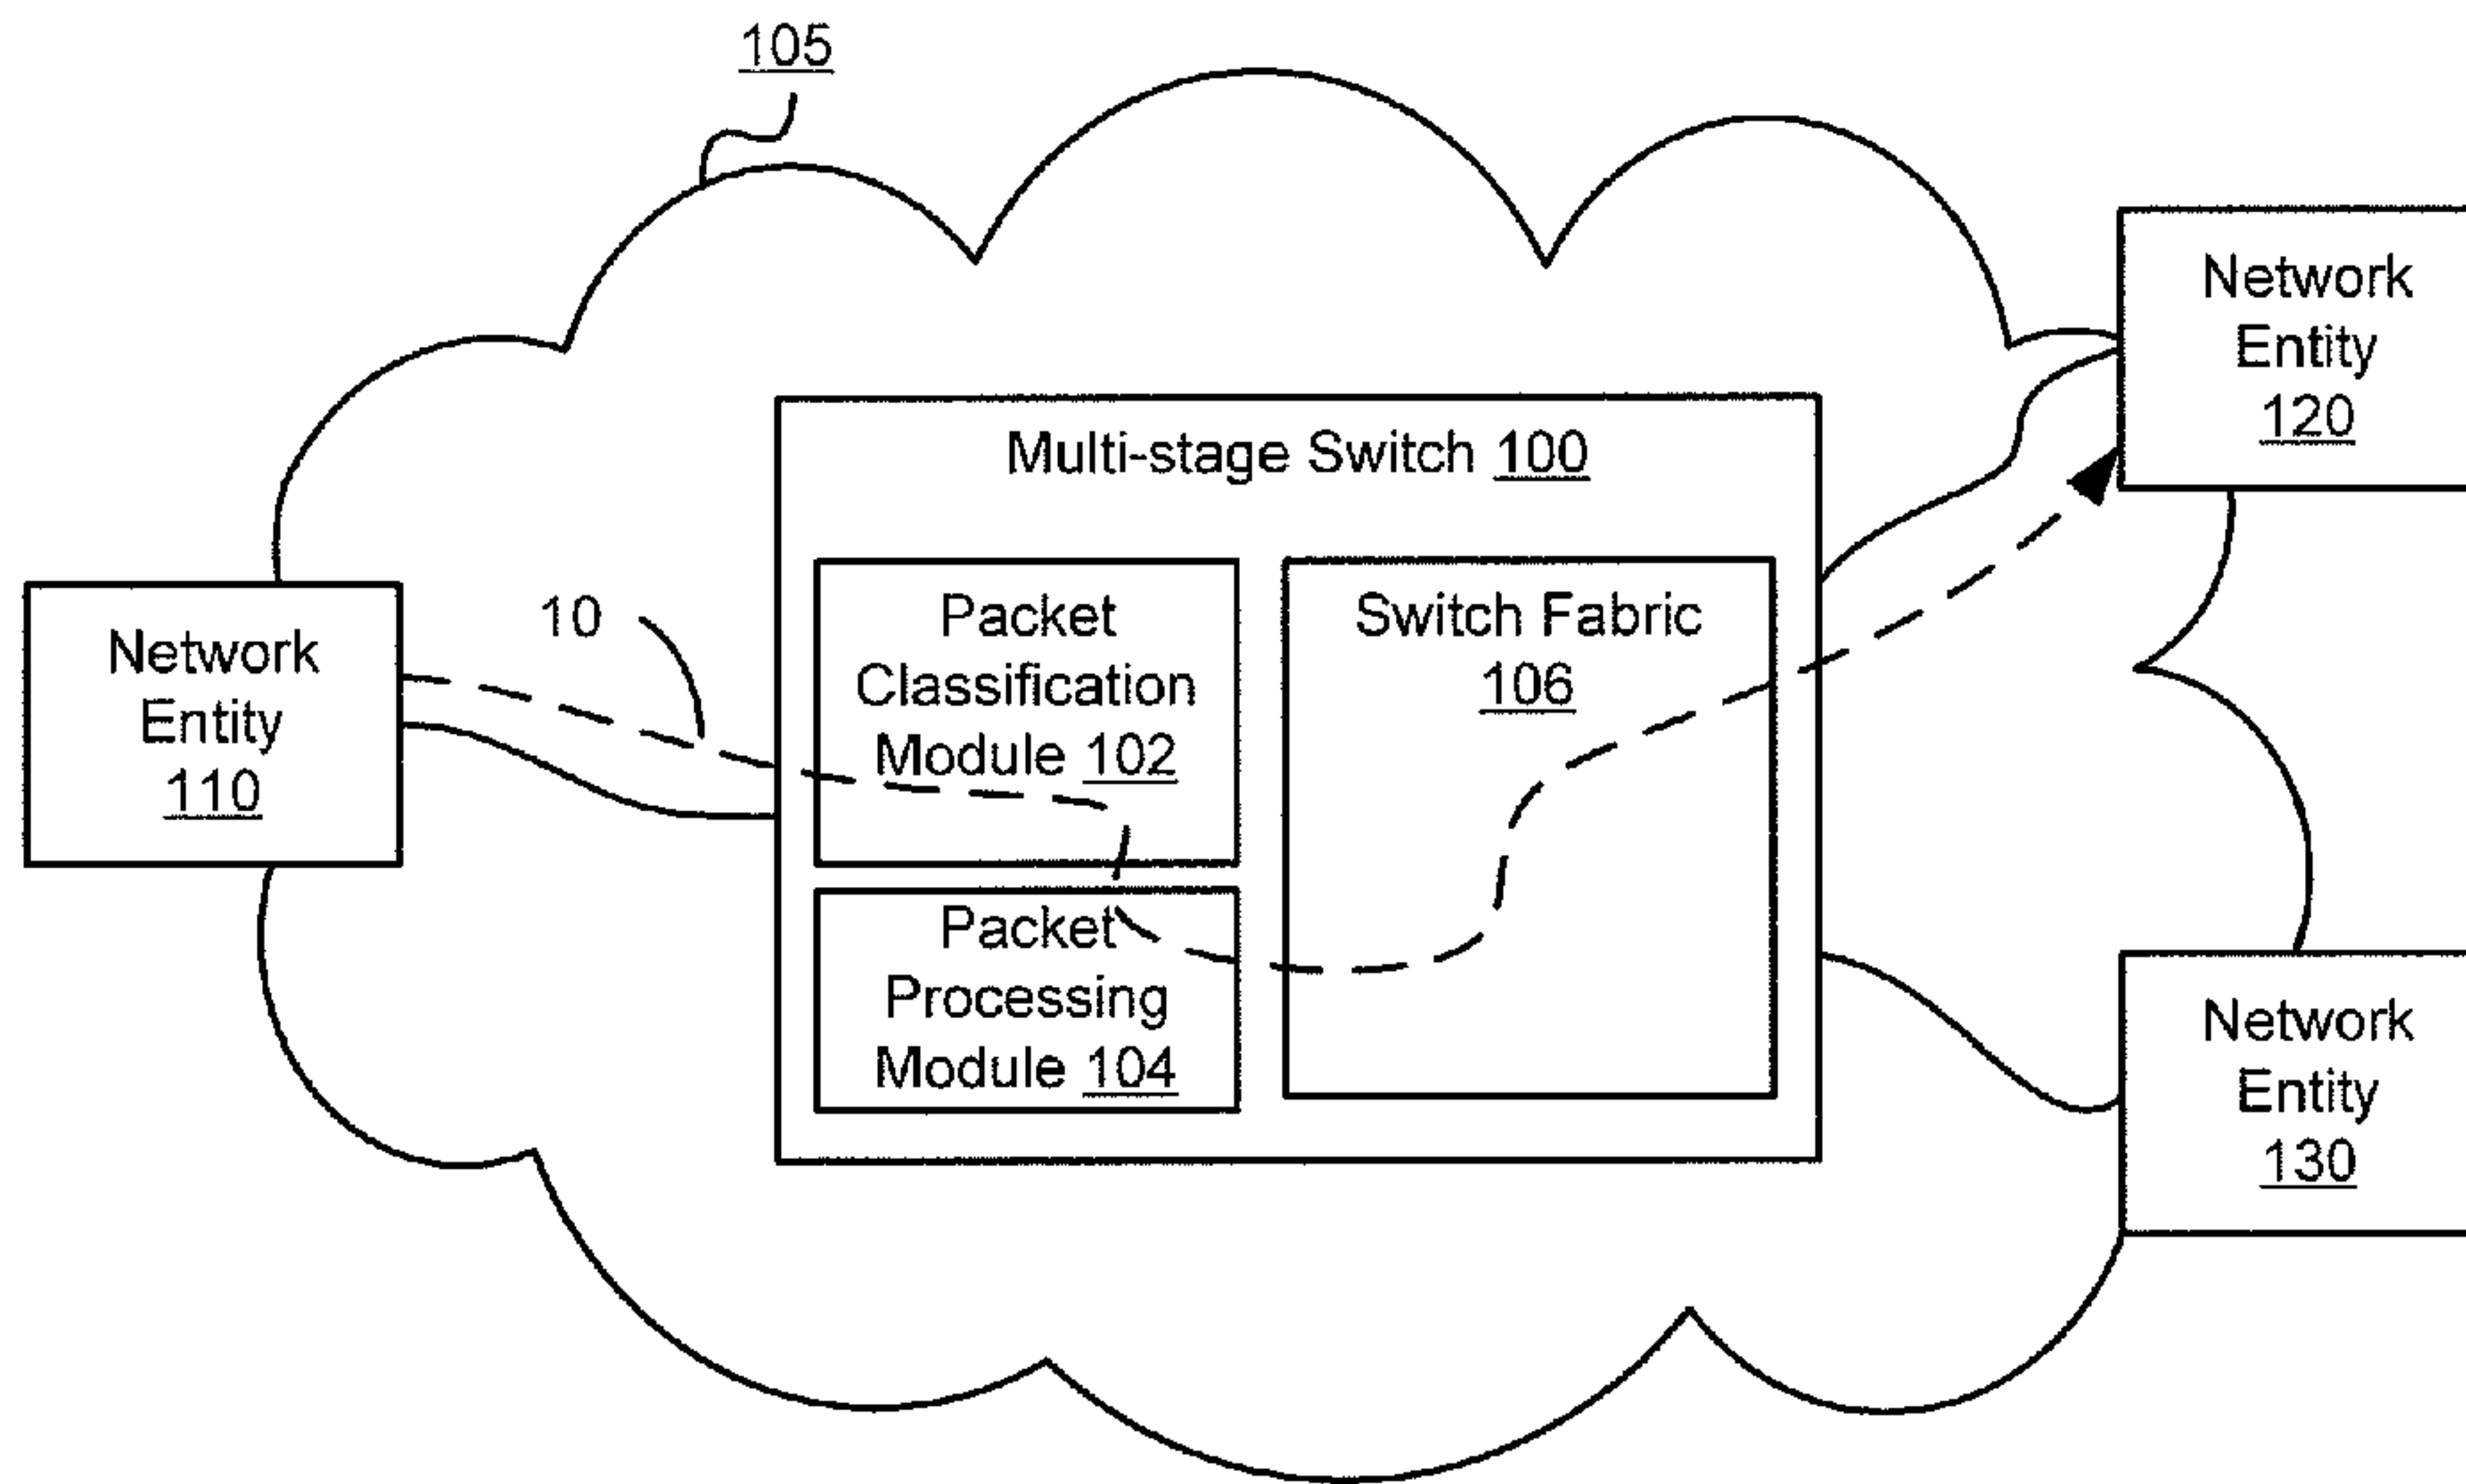 105
Network
Entity
120
Multi-stage Switch 100
10
Packet
Classification
Module 102
Switch Fabric
106
Network
Entity
110
Packet
Processing
Module 104
Network
Entity
130